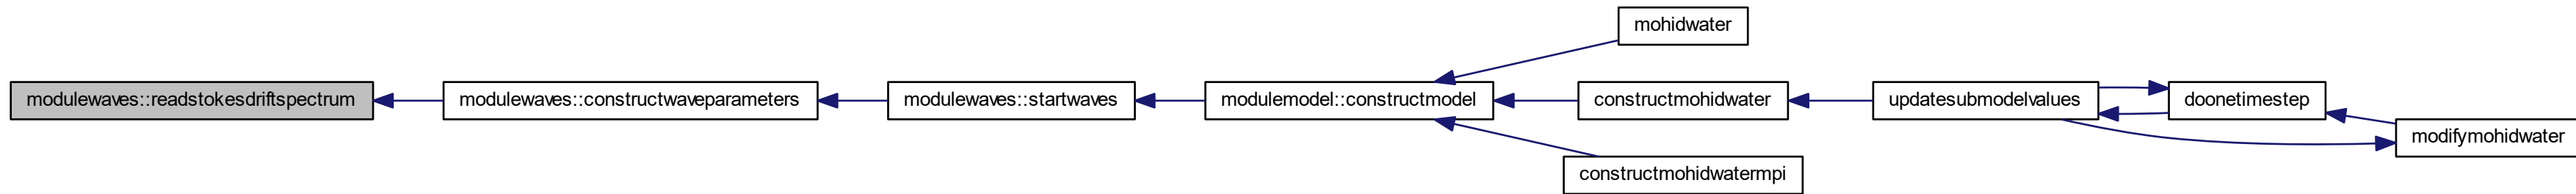 mohidwater
modulewaves::readstokesdriftspectrum
modulewaves::constructwaveparameters
modulewaves::startwaves
modulemodel::constructmodel
constructmohidwater
updatesubmodelvalues
doonetimestep
modifymohidwater
constructmohidwatermpi